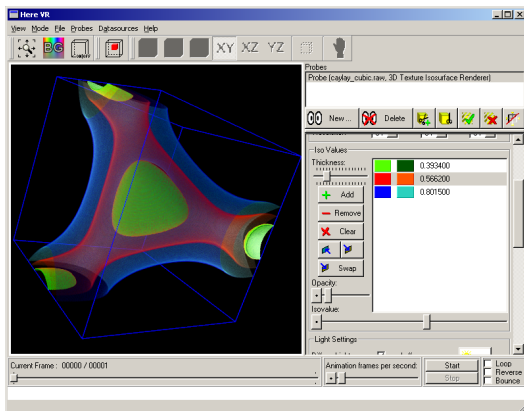 Here VR
View Mode File Probes Datasources Help
BG on/off XY XZ YZ
Probes
Probe (caylay_cubic.raw, 3D Texture Isosurface Renderer)
New ... Delete
Iso Values
Thickness:
0.393400
0.566200
0.801500
Add
Remove
Clear
Swap
Opacity:
Isovalue:
Light Settings
Current Frame : 00000 / 00001
Animation frames per second:
Start
Stop
Loop
Reverse
Bounce